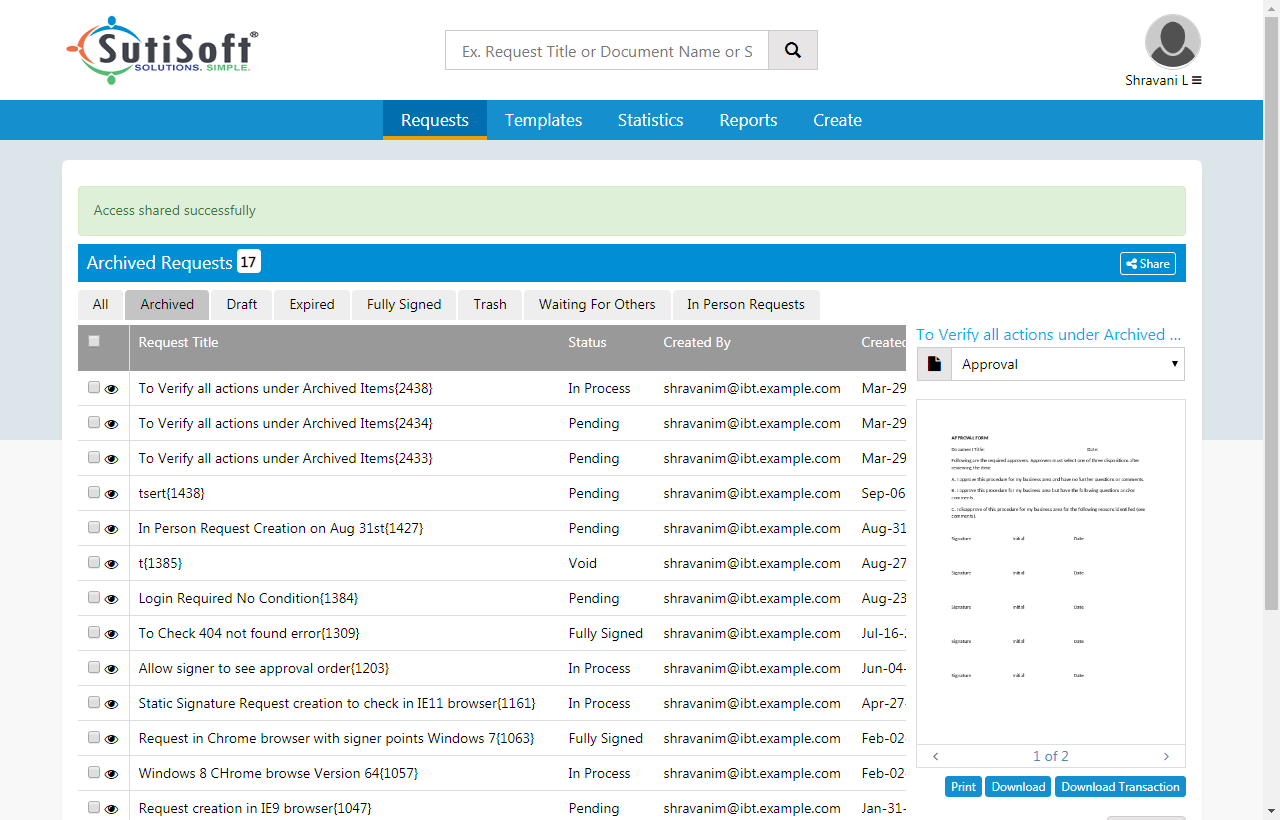 SutiSoft®
SOLUTIONS. SIMPLE.
Ex. Request Title or Document Name or S
Shravani L
Requests Templates Statistics Reports Create
Access shared successfully
Archived Requests 17 Share
All Archived Draft Expired Fully Signed Trash Waiting For Others In Person Requests
Request Title Status Created By Created
To Verify all actions under Archived Items{2438} In Process shravanim@ibt.example.com Mar-29
To Verify all actions under Archived Items{2434} Pending shravanim@ibt.example.com Mar-29
To Verify all actions under Archived Items{2433} Pending shravanim@ibt.example.com Mar-29
tsert{1438} Pending shravanim@ibt.example.com Sep-06
In Person Request Creation on Aug 31st{1427} Pending shravanim@ibt.example.com Aug-31
t{1385} Void shravanim@ibt.example.com Aug-27
Login Required No Condition{1384} Pending shravanim@ibt.example.com Aug-23
To Check 404 not found error{1309} Fully Signed shravanim@ibt.example.com Jul-16-
Allow signer to see approval order{1203} In Process shravanim@ibt.example.com Jun-04-
Static Signature Request creation to check in IE11 browser{1161} In Process shravanim@ibt.example.com Apr-27-
Request in Chrome browser with signer points Windows 7{1063} Fully Signed shravanim@ibt.example.com Feb-02-
Windows 8 CHrome browse Version 64{1057} In Process shravanim@ibt.example.com Feb-02-
Request creation in IE9 browser{1047} Pending shravanim@ibt.example.com Jan-31-
To Verify all actions under Archived ...
Approval
APPROVAL FORM
Document Title: Date:
Following are the required approvers. Approvers must select one of three dispositions after
reviewing the item:
A. I approve this procedure for my business area and have no further questions or comments.
B. I approve this procedure for my business area but have the following questions and/or
comments.
C. I disapprove of this procedure for my business area for the following reasons identified (see
comments).
Signature Initial Date
Signature Initial Date
Signature Initial Date
Signature Initial Date
Signature Initial Date
1 of 2
Print Download Download Transaction